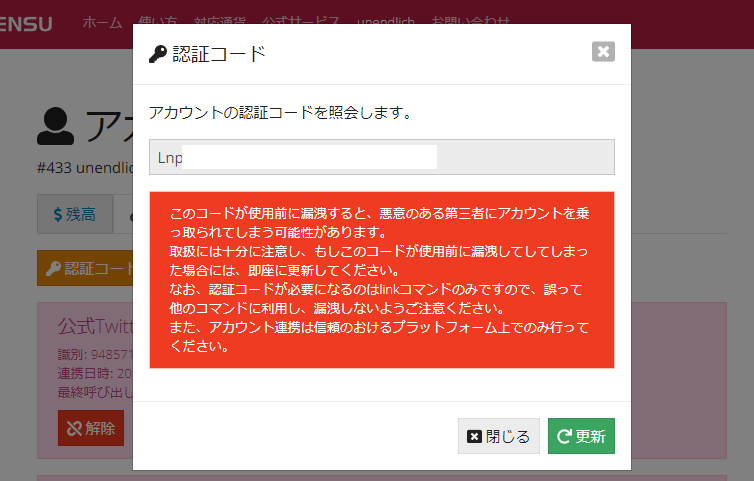 ENSU ホーム 使い方 対応通貨 公式サービス unendlich お問い合わせ
認証コード
アカウントの認証コードを照会します。
#433 unendlic
Lnp
残高
このコードが使用前に漏洩すると、悪意のある第三者にアカウントを乗
っ取られてしまう可能性があります。
取扱には十分に注意し、もしこのコードが使用前に漏洩してしてしまっ
た場合には、即座に更新してください。
なお、認証コードが必要になるのはlinkコマンドのみですので、誤って
他のコマンドに利用し、漏洩しないようご注意ください。
また、アカウント連携は信頼のおけるプラットフォーム上でのみ行って
ください。
認証コード
公式Twitt
識別: 94857
連携日時: 20
最終呼び出し
解除
閉じる 更新